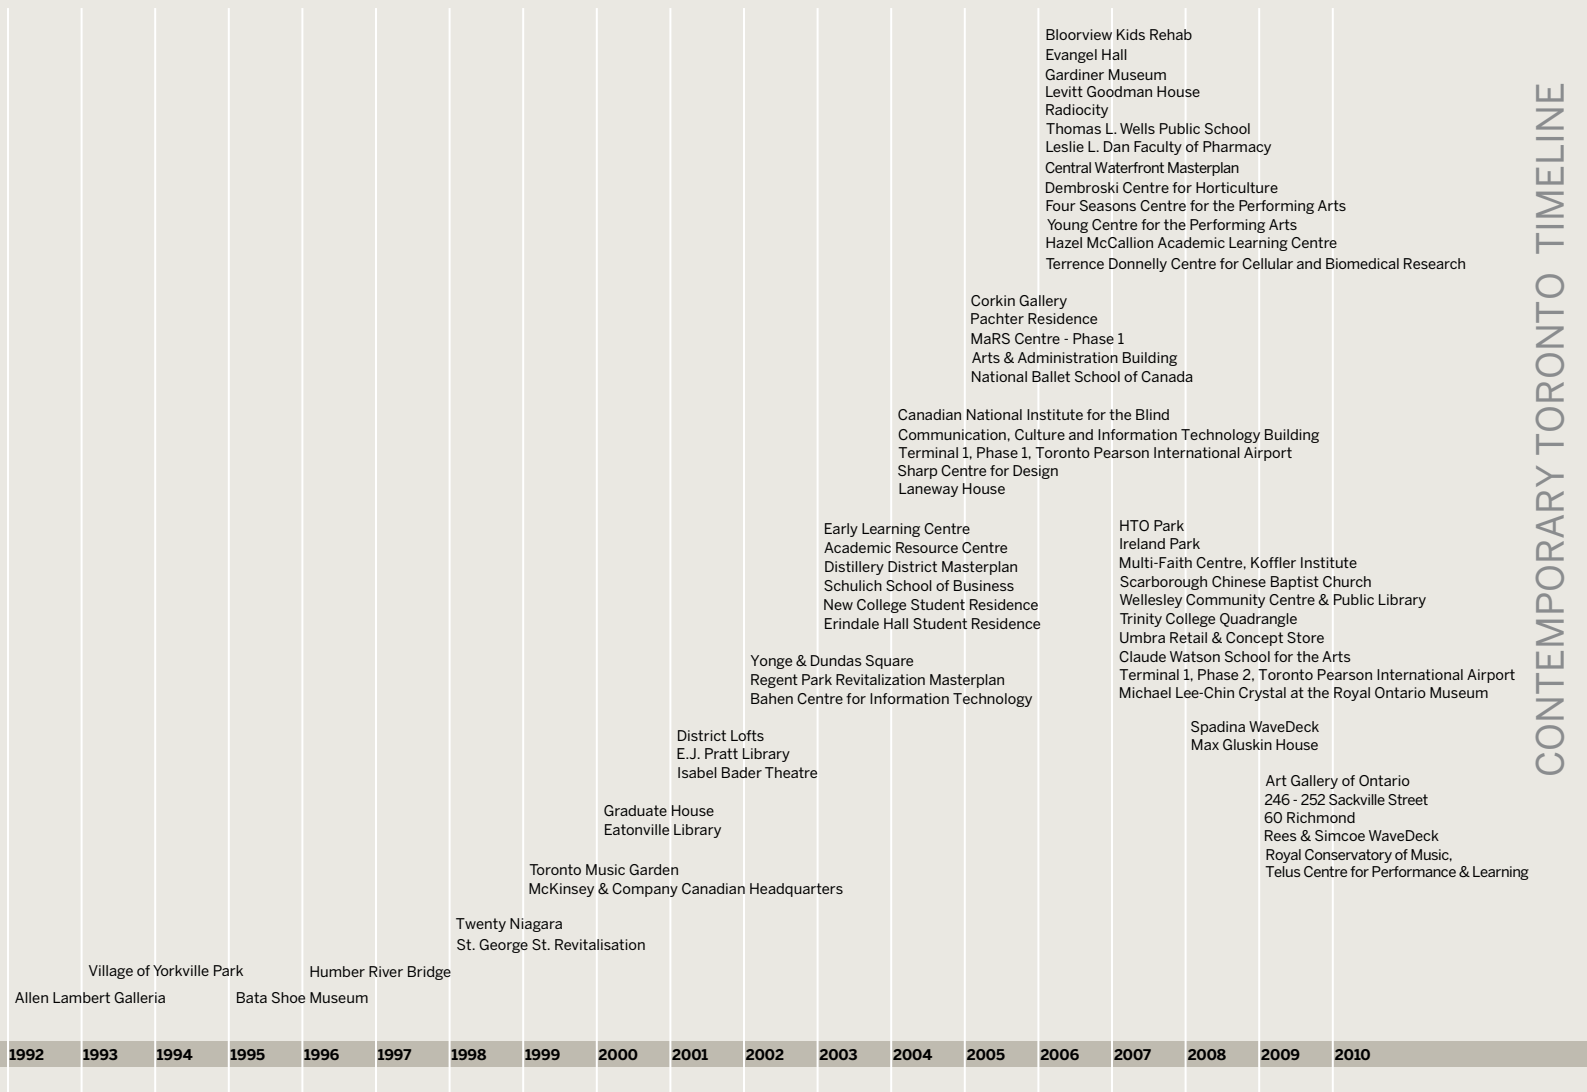 Bloorview Kids Rehab
Evangel Hall
Gardiner Museum
Levitt Goodman House
Radiocity
Thomas L. Wells Public School
Leslie L. Dan Faculty of Pharmacy
Central Waterfront Masterplan
Dembroski Centre for Horticulture
Four Seasons Centre for the Performing Arts
Young Centre for the Performing Arts
Hazel McCallion Academic Learning Centre
Terrence Donnelly Centre for Cellular and Biomedical Research
Corkin Gallery
Pachter Residence
MaRS Centre - Phase 1
Arts & Administration Building
National Ballet School of Canada
Canadian National Institute for the Blind
Communication, Culture and Information Technology Building
Terminal 1, Phase 1, Toronto Pearson International Airport
Sharp Centre for Design
Laneway House
Early Learning Centre
Academic Resource Centre
Distillery District Masterplan
Schulich School of Business
New College Student Residence
Erindale Hall Student Residence
HTO Park
Ireland Park
Multi-Faith Centre, Koffler Institute
Scarborough Chinese Baptist Church
Wellesley Community Centre & Public Library
Trinity College Quadrangle
Umbra Retail & Concept Store
Claude Watson School for the Arts
Terminal 1, Phase 2, Toronto Pearson International Airport
Michael Lee-Chin Crystal at the Royal Ontario Museum
Yonge & Dundas Square
Regent Park Revitalization Masterplan
Bahen Centre for Information Technology
Spadina WaveDeck
Max Gluskin House
District Lofts
E.J. Pratt Library
Isabel Bader Theatre
Art Gallery of Ontario
246 - 252 Sackville Street
60 Richmond
Rees & Simcoe WaveDeck
Royal Conservatory of Music,
Telus Centre for Performance & Learning
Graduate House
Eatonville Library
Toronto Music Garden
McKinsey & Company Canadian Headquarters
Twenty Niagara
St. George St. Revitalisation
Village of Yorkville Park
Humber River Bridge
Allen Lambert Galleria
Bata Shoe Museum
1992 1993 1994 1995 1996 1997 1998 1999 2000 2001 2002 2003 2004 2005 2006 2007 2008 2009 2010
CONTEMPORARY TORONTO TIMELINE